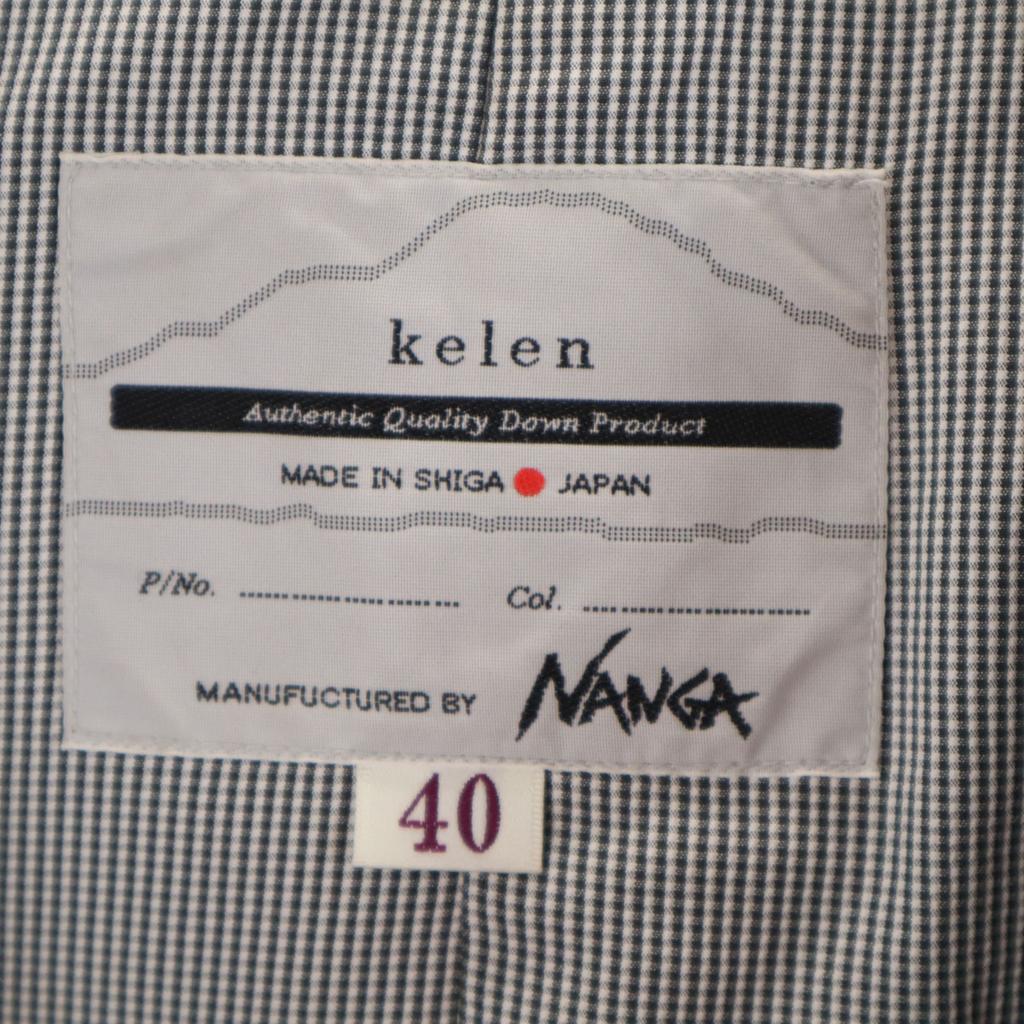 kelen
Authentic Quality Down Product
MADE IN SHIGA JAPAN
P/No. Col.
MANUFUCTURED BY NANGA
40